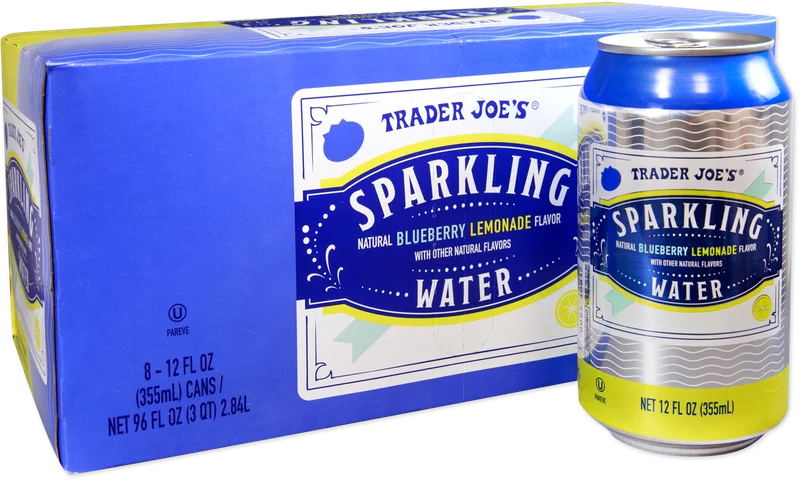 TRADER JOE'S
TRADER JOE'S®
SPARKLING
NATURAL BLUEBERRY LEMONADE FLAVOR
WITH OTHER NATURAL FLAVORS
WATER
U
PAREVE
8 – 12 FL OZ
(355mL) CANS /
NET 96 FL OZ (3 QT) 2.84L
TRADER JOE'S®
SPARKLING
NATURAL BLUEBERRY LEMONADE FLAVOR
WITH OTHER NATURAL FLAVORS
WATER
U
PAREVE
NET 12 FL OZ (355mL)